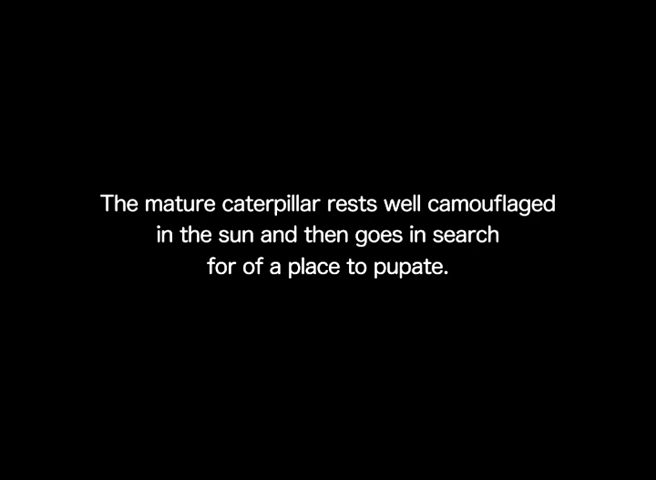 The mature caterpillar rests well camouflaged
in the sun and then goes in search
for of a place to pupate.